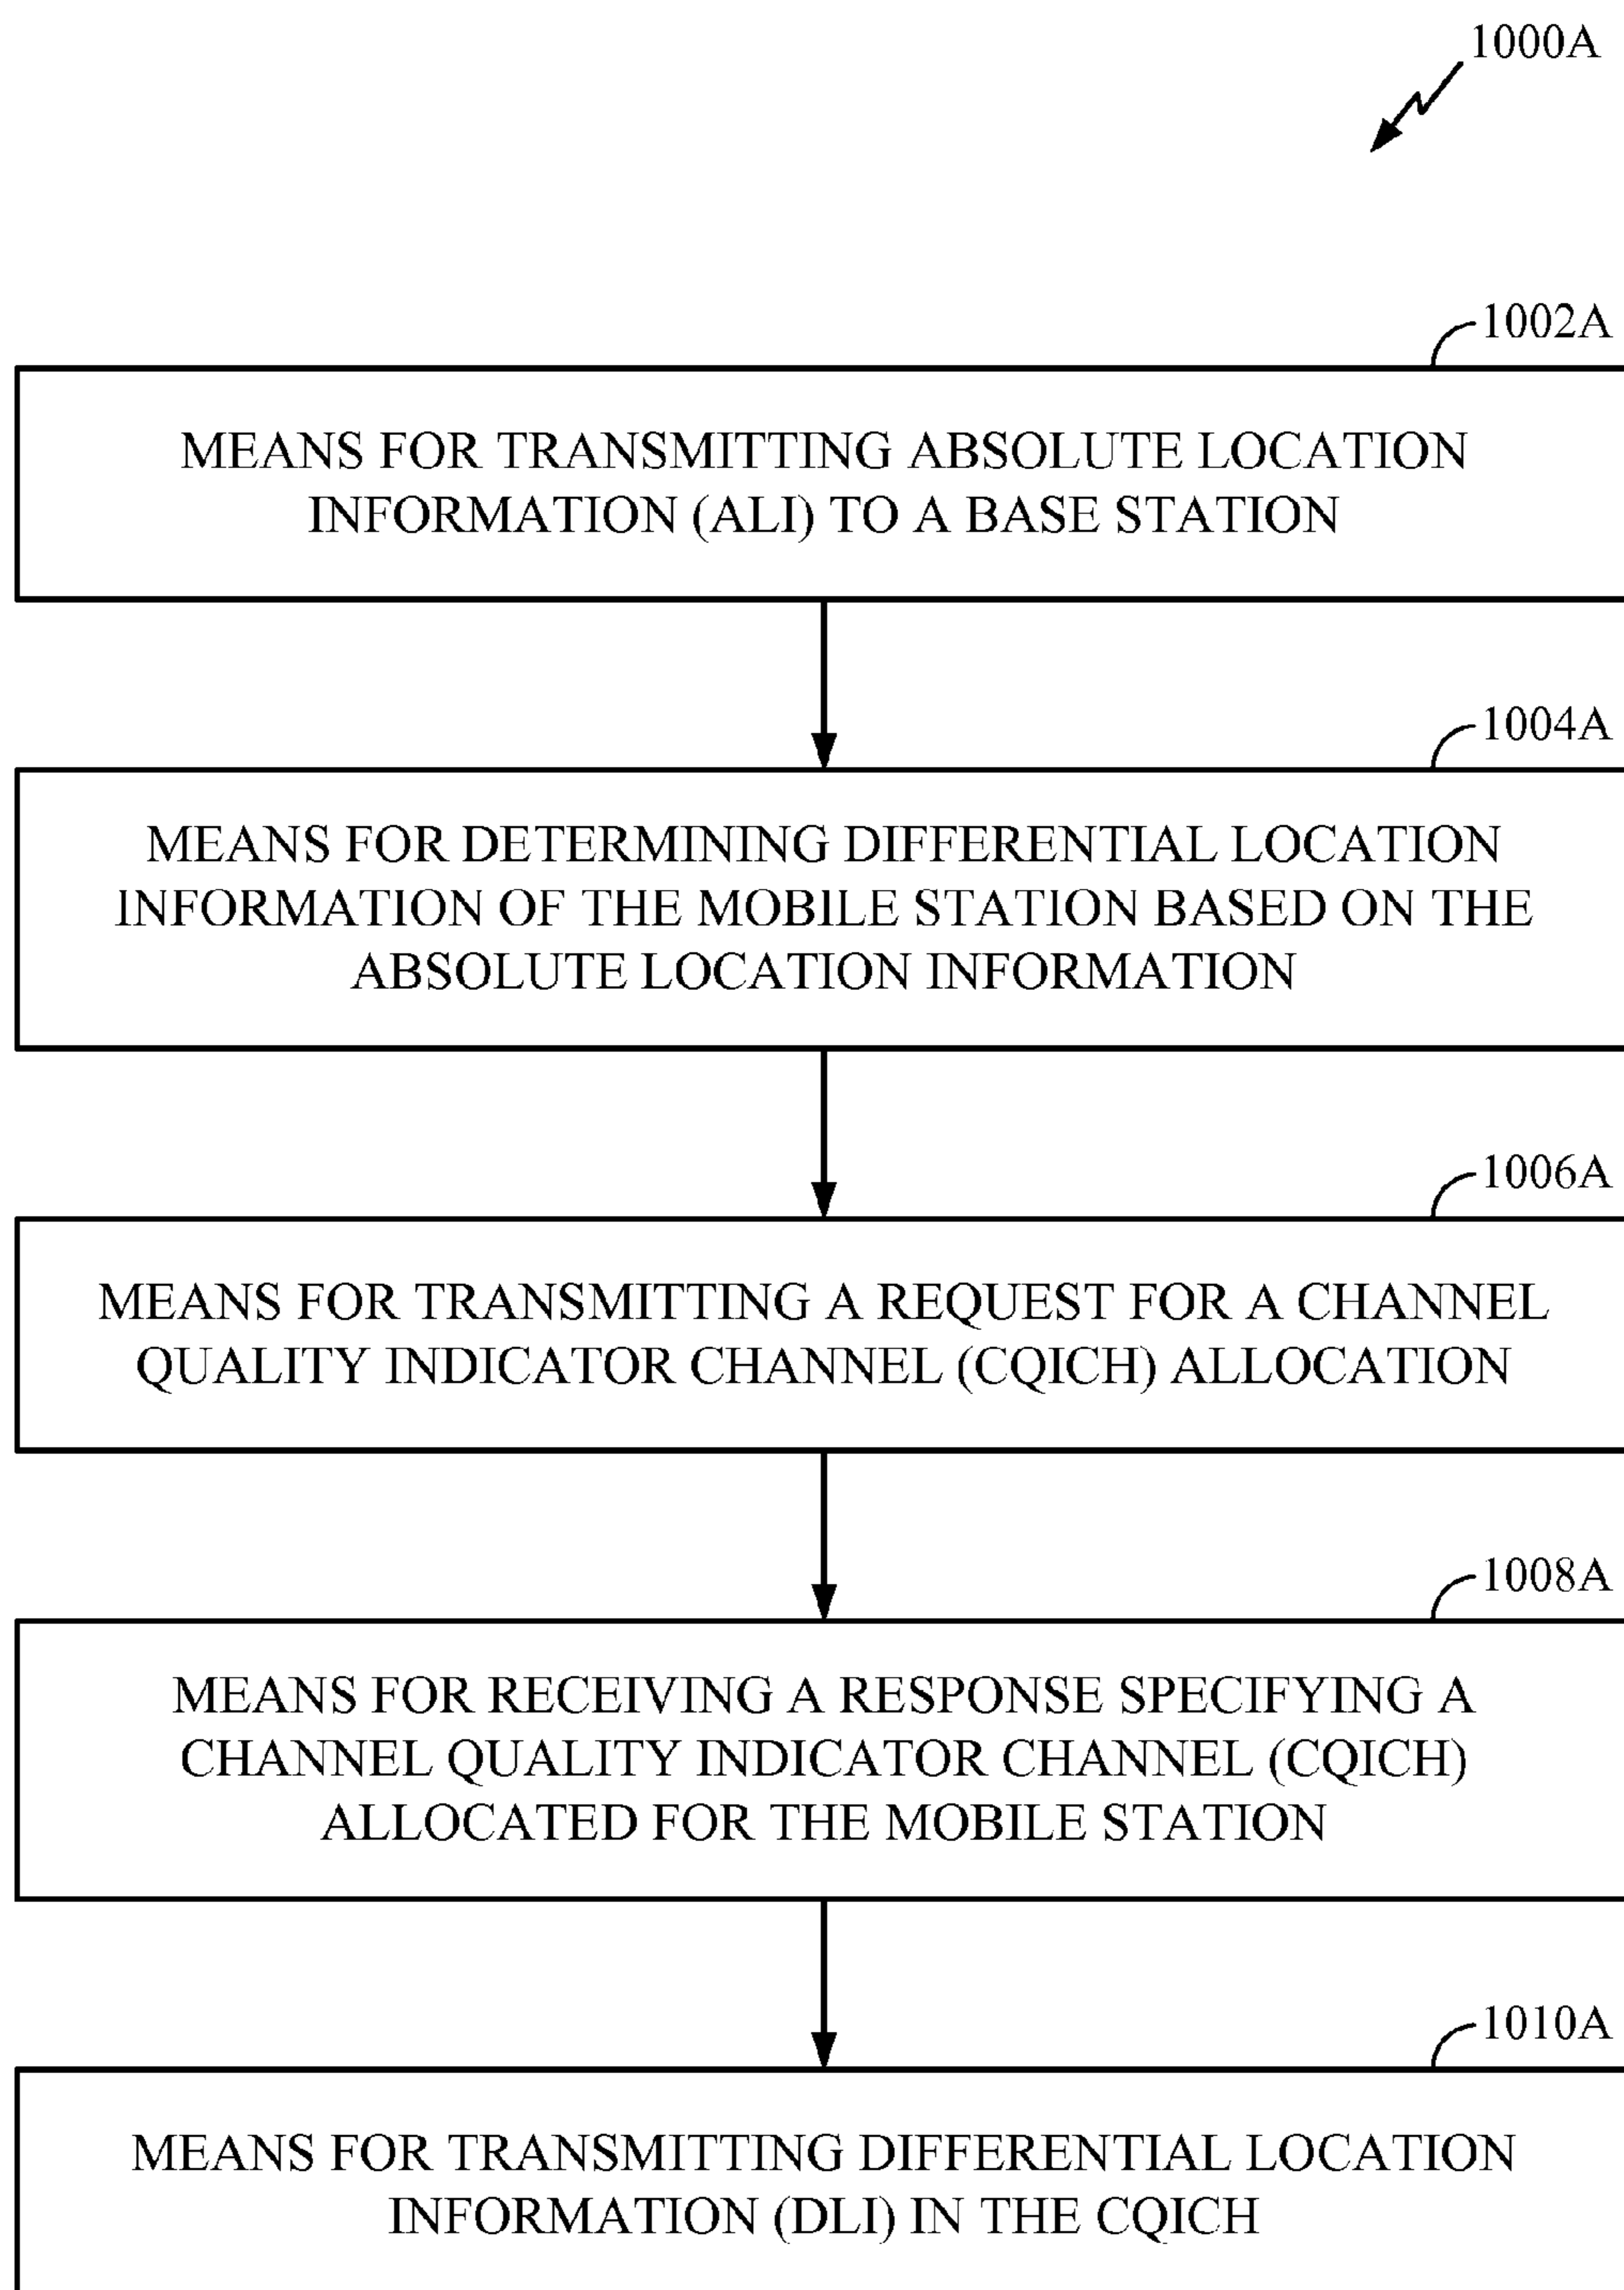 1000A
1002A
MEANS FOR TRANSMITTING ABSOLUTE LOCATION
INFORMATION (ALI) TO A BASE STATION
1004A
MEANS FOR DETERMINING DIFFERENTIAL LOCATION
INFORMATION OF THE MOBILE STATION BASED ON THE
ABSOLUTE LOCATION INFORMATION
1006A
MEANS FOR TRANSMITTING A REQUEST FOR A CHANNEL
QUALITY INDICATOR CHANNEL (CQICH) ALLOCATION
1008A
MEANS FOR RECEIVING A RESPONSE SPECIFYING A
CHANNEL QUALITY INDICATOR CHANNEL (CQICH)
ALLOCATED FOR THE MOBILE STATION
1010A
MEANS FOR TRANSMITTING DIFFERENTIAL LOCATION
INFORMATION (DLI) IN THE CQICH